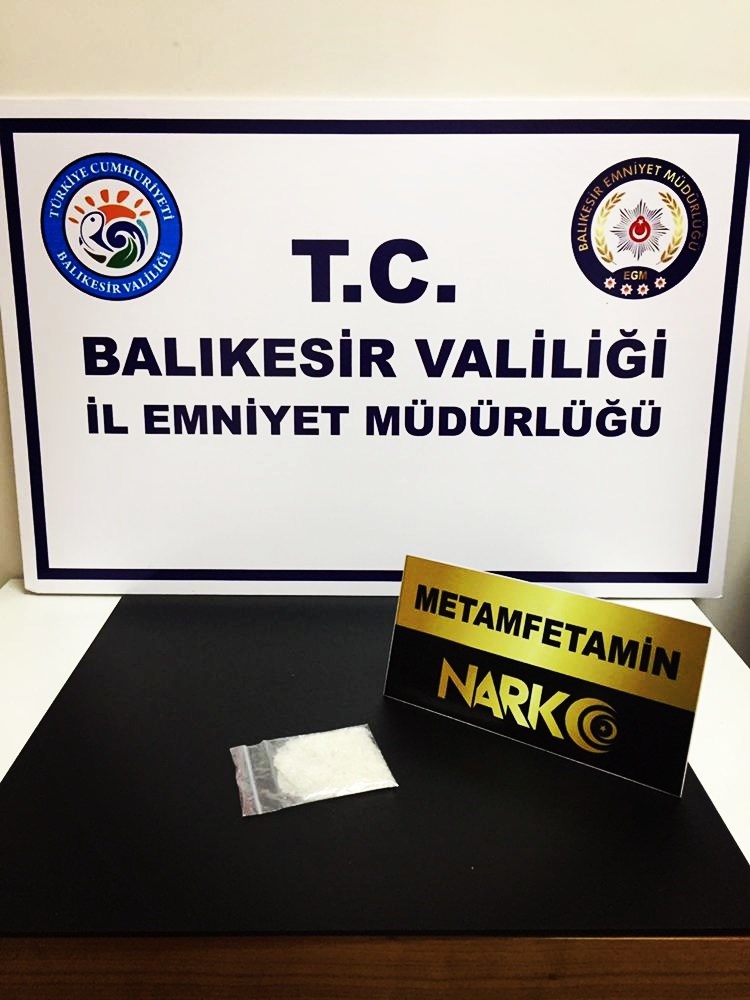 TÜRKİYE CUMHURİYETİ
BALIKESİR VALİLİĞİ
BALIKESİR EMNİYET MÜDÜRLÜĞÜ
EGM
T.C.
BALIKESİR VALİLİĞİ
İL EMNİYET MÜDÜRLÜĞÜ
METAMFETAMİN
NARKO